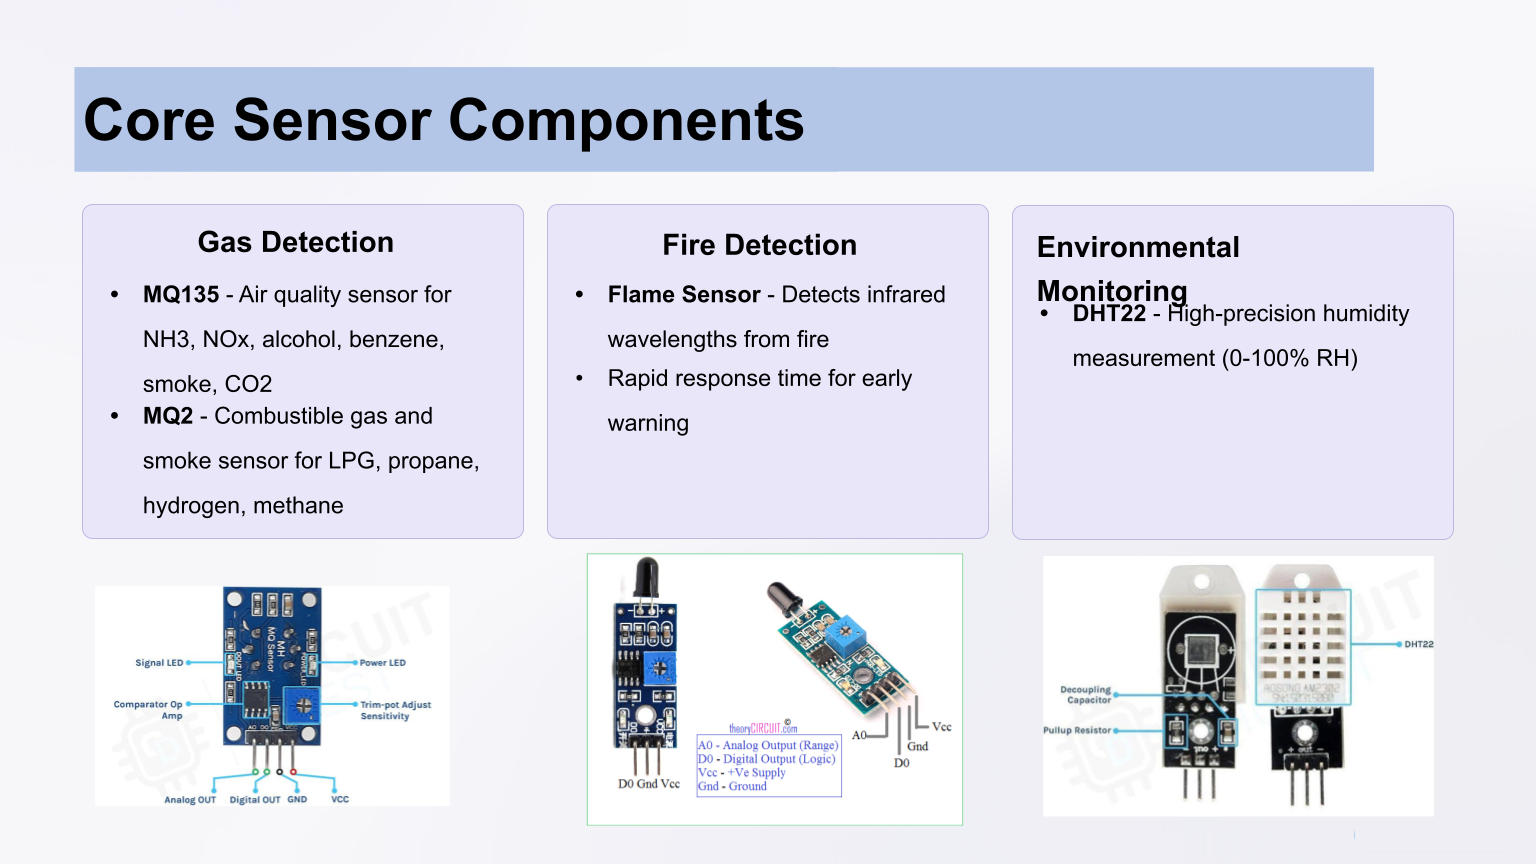 Core Sensor Components
Gas Detection
• MQ135 - Air quality sensor for
NH3, NOx, alcohol, benzene,
smoke, CO2
• MQ2 - Combustible gas and
smoke sensor for LPG, propane,
hydrogen, methane
Fire Detection
• Flame Sensor - Detects infrared
wavelengths from fire
• Rapid response time for early
warning
Environmental
Monitoring
• DHT22 - High-precision humidity
measurement (0-100% RH)
Signal LED
Power LED
Comparator Op
Amp
Trim-pot Adjust
Sensitivity
MH
MQ Sensor
Analog OUT
Digital OUT
GND
VCC
D0 Gnd Vcc
theoryCIRCUIT.com
A0 - Analog Output (Range)
D0 - Digital Output (Logic)
Vcc - +Ve Supply
Gnd - Ground
A0
Vcc
Gnd
D0
DHT22
Decoupling
Capacitor
Pullup Resistor
+ out -